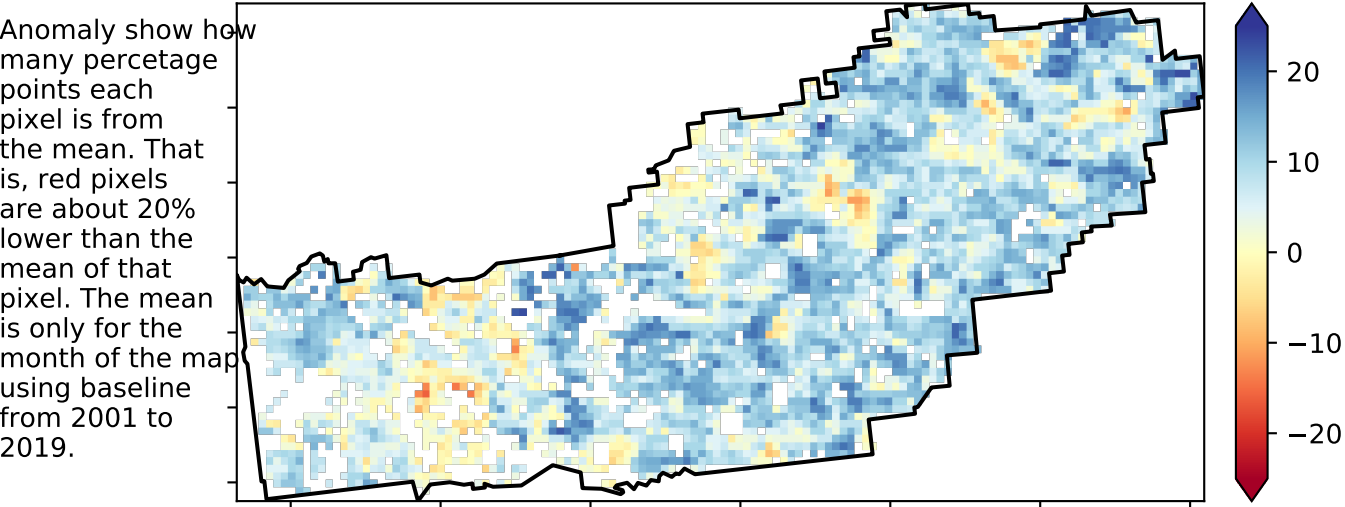 Anomaly show how
many percetage
points each
pixel is from
the mean. That
is, red pixels
are about 20%
lower than the
mean of that
pixel. The mean
is only for the
month of the map
using baseline
from 2001 to
2019.
20
10
0
−10
−20